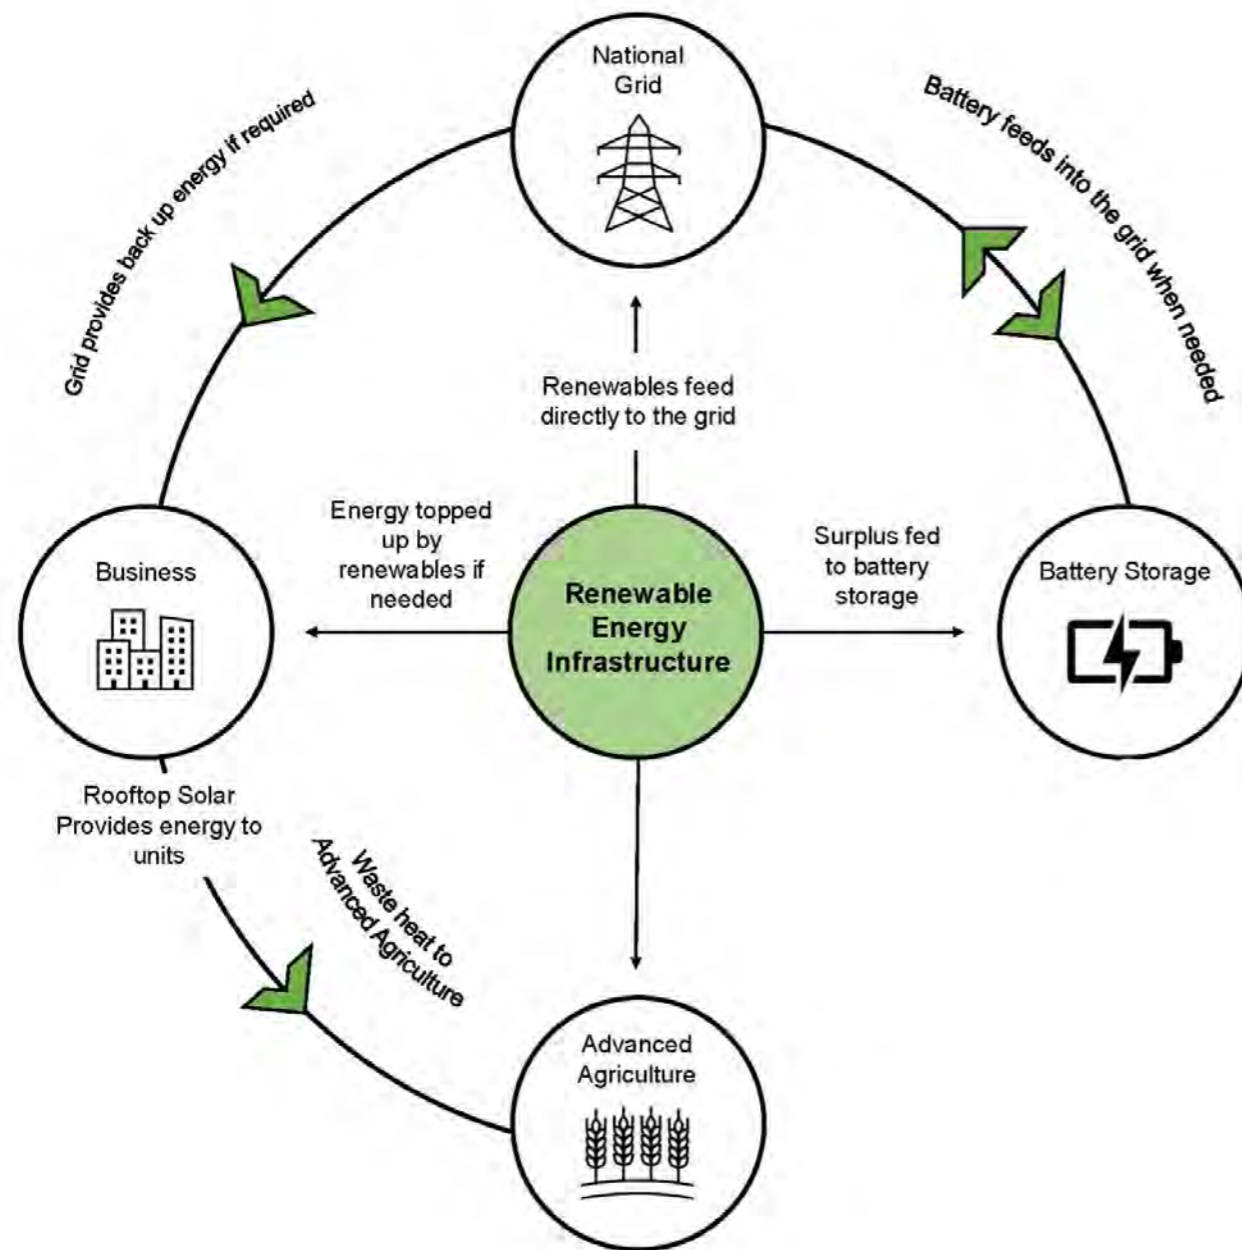 National
Grid
Grid provides back up energy if required
Battery feeds into the grid when needed
Renewables feed
directly to the grid
Energy topped
up by
renewables if
needed
Surplus fed
to battery
storage
Business
Renewable
Energy
Infrastructure
Battery Storage
Rooftop Solar
Provides energy to
units
Waste heat to
Advanced Agriculture
Advanced
Agriculture